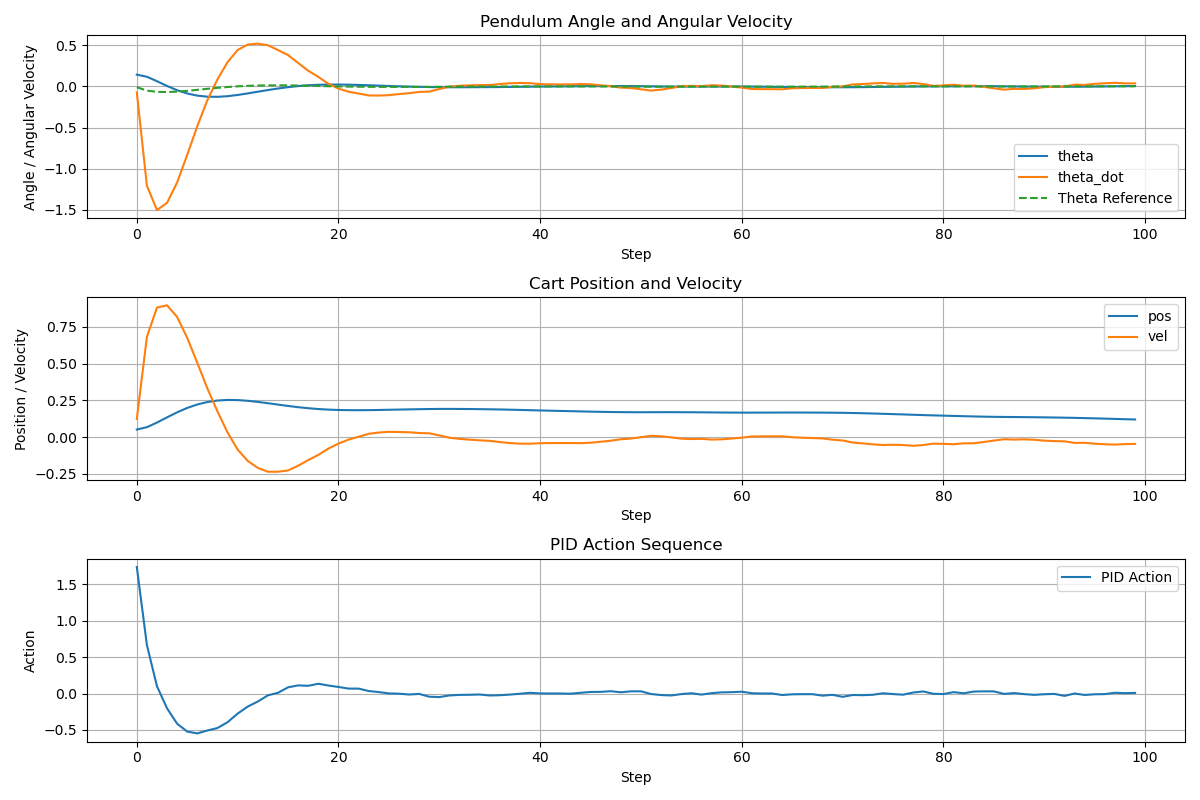 Pendulum Angle and Angular Velocity
Angle / Angular Velocity
0.5
0.0
−0.5
−1.0
−1.5
theta
theta_dot
Theta Reference
0
20
40
60
80
100
Step
Cart Position and Velocity
Position / Velocity
0.75
0.50
0.25
0.00
−0.25
pos
vel
0
20
40
60
80
100
Step
PID Action Sequence
Action
1.5
1.0
0.5
0.0
−0.5
PID Action
0
20
40
60
80
100
Step